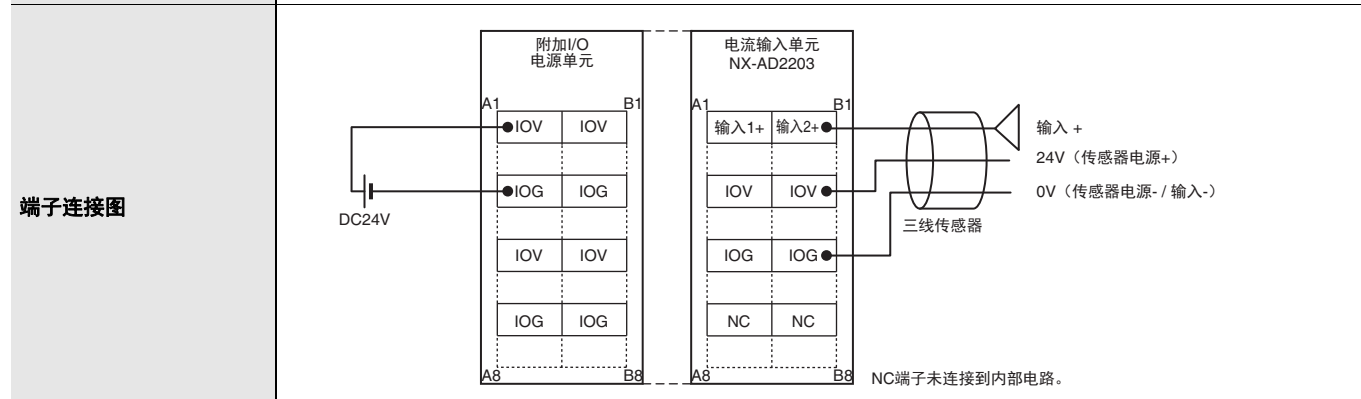 端子连接图
附加I/O
电源单元
A1 B1
IOV IOV
IOG IOG
IOV IOV
IOG IOG
A8 B8
DC24V
电流输入单元
NX-AD2203
A1 B1
输入1+ 输入2+
IOV IOV
IOG IOG
NC NC
A8 B8
输入 +
24V（传感器电源+）
0V（传感器电源- / 输入-）
三线传感器
NC端子未连接到内部电路。